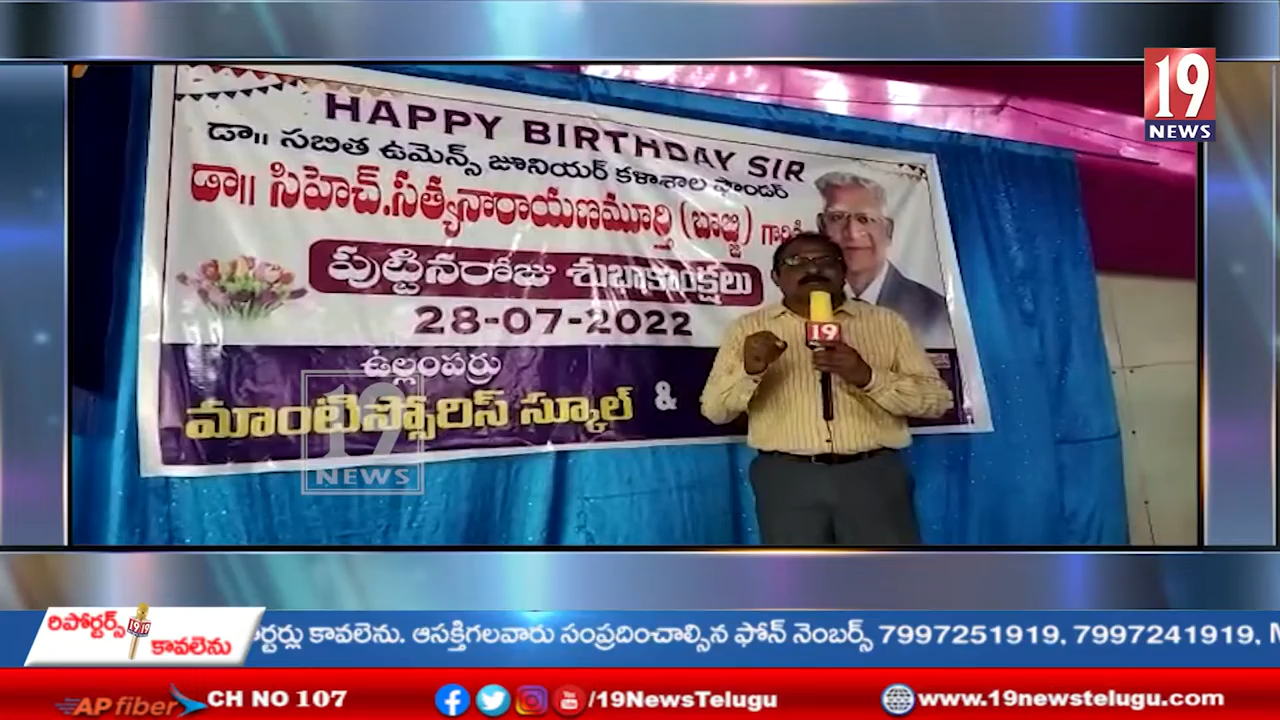 19
NEWS
HAPPY BIRTHDAY SIR
డా॥ సబిత ఉమెన్స్ జూనియర్ కళాశాల ఫౌండర్
డా॥ సిహెచ్.సత్యనారాయణమూర్తి (బాబ్జి) గారికి
పుట్టినరోజు శుభాకాంక్షలు
28-07-2022
ఉల్లంపర్రు
మాంటిస్సోరిస్ స్కూల్ &
19
19
NEWS
రిపోర్టర్స్
కావలెను
19 19
కావలెను. ఆసక్తిగలవారు సంప్రదించాల్సిన ఫోన్ నెంబర్స్ 7997251919, 7997241919,
AP fiber CH NO 107 /19NewsTelugu www.19newstelugu.com